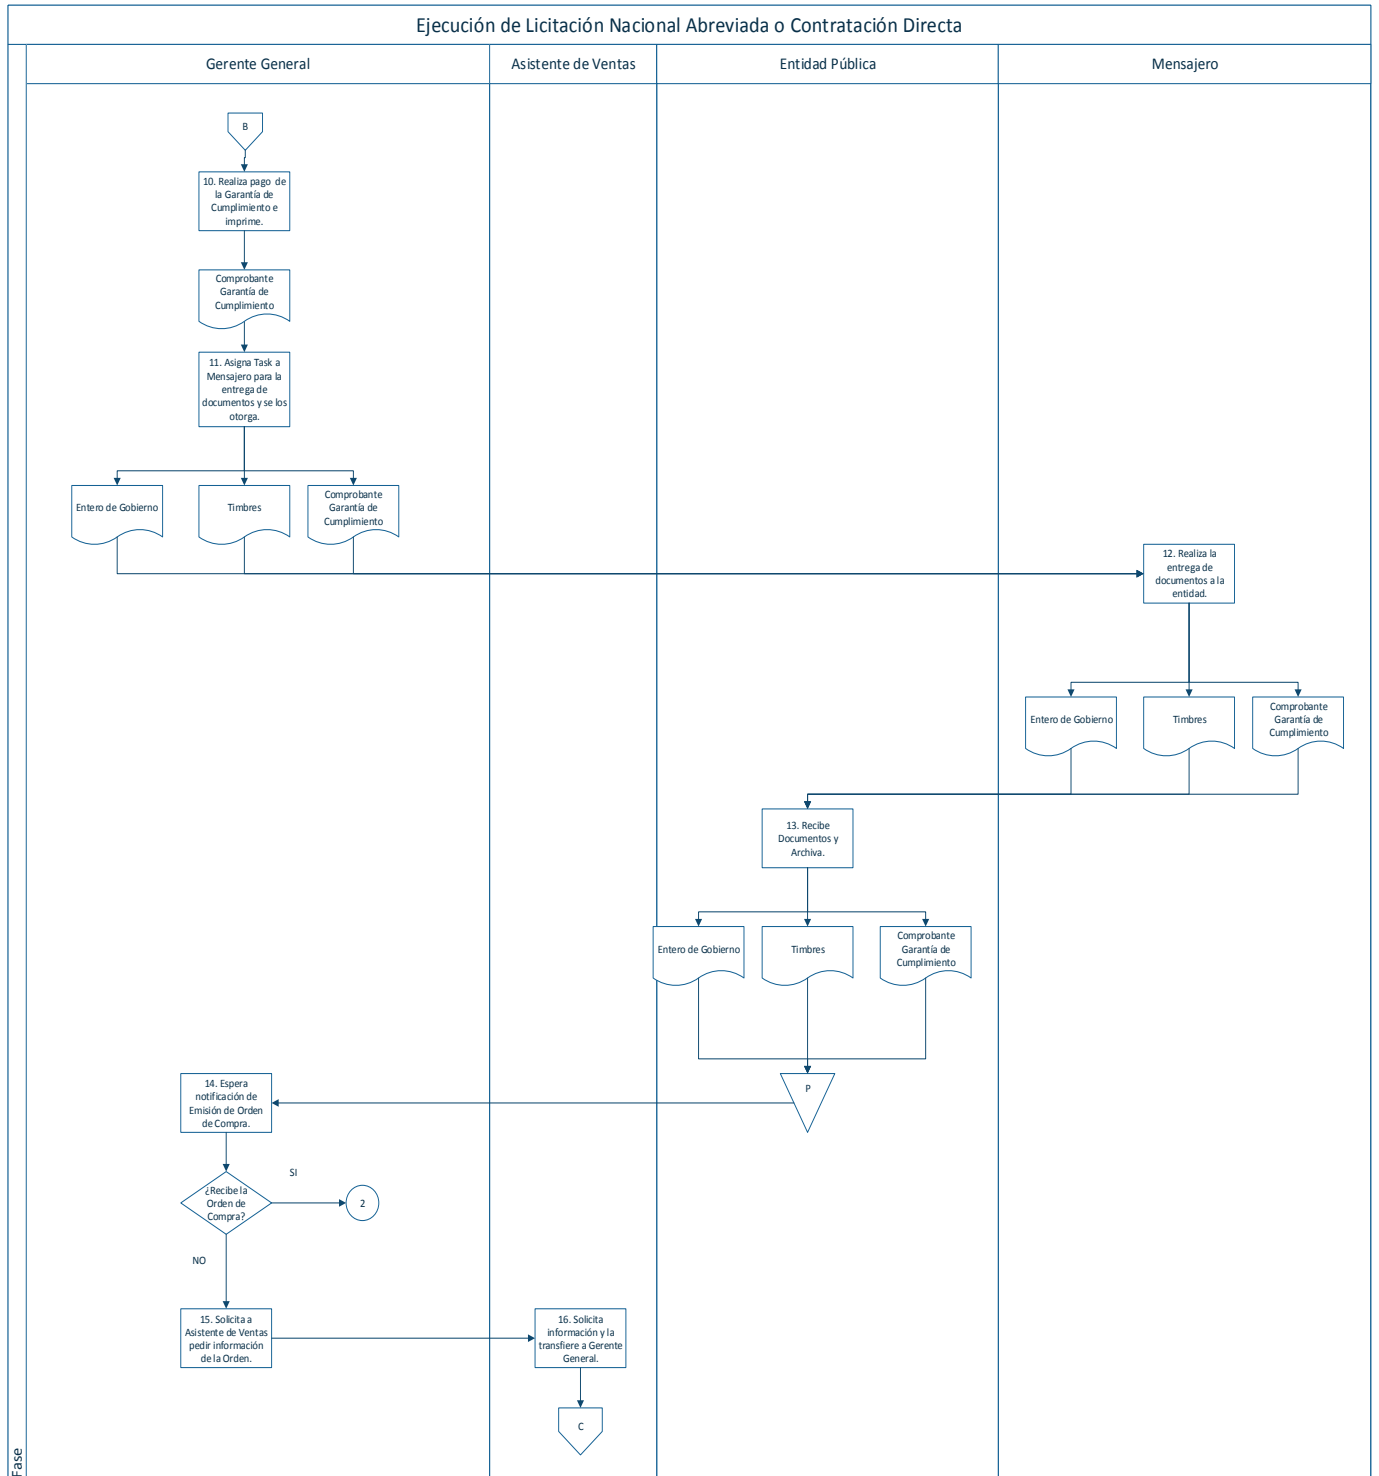 Ejecución de Licitación Nacional Abreviada o Contratación Directa
Gerente General
Asistente de Ventas
Entidad Pública
Mensajero
B
10. Realiza pago de
la Garantía de
Cumplimiento e
imprime.
Comprobante
Garantía de
Cumplimiento
11. Asigna Task a
Mensajero para la
entrega de
documentos y se los
otorga.
Entero de Gobierno
Timbres
Comprobante
Garantía de
Cumplimiento
12. Realiza la
entrega de
documentos a la
entidad.
Entero de Gobierno
Timbres
Comprobante
Garantía de
Cumplimiento
13. Recibe
Documentos y
Archiva.
Entero de Gobierno
Timbres
Comprobante
Garantía de
Cumplimiento
P
14. Espera
notificación de
Emisión de Orden
de Compra.
¿Recibe la
Orden de
Compra?
SI
2
NO
15. Solicita a
Asistente de Ventas
pedir información
de la Orden.
16. Solicita
información y la
transfiere a Gerente
General.
C
Fase